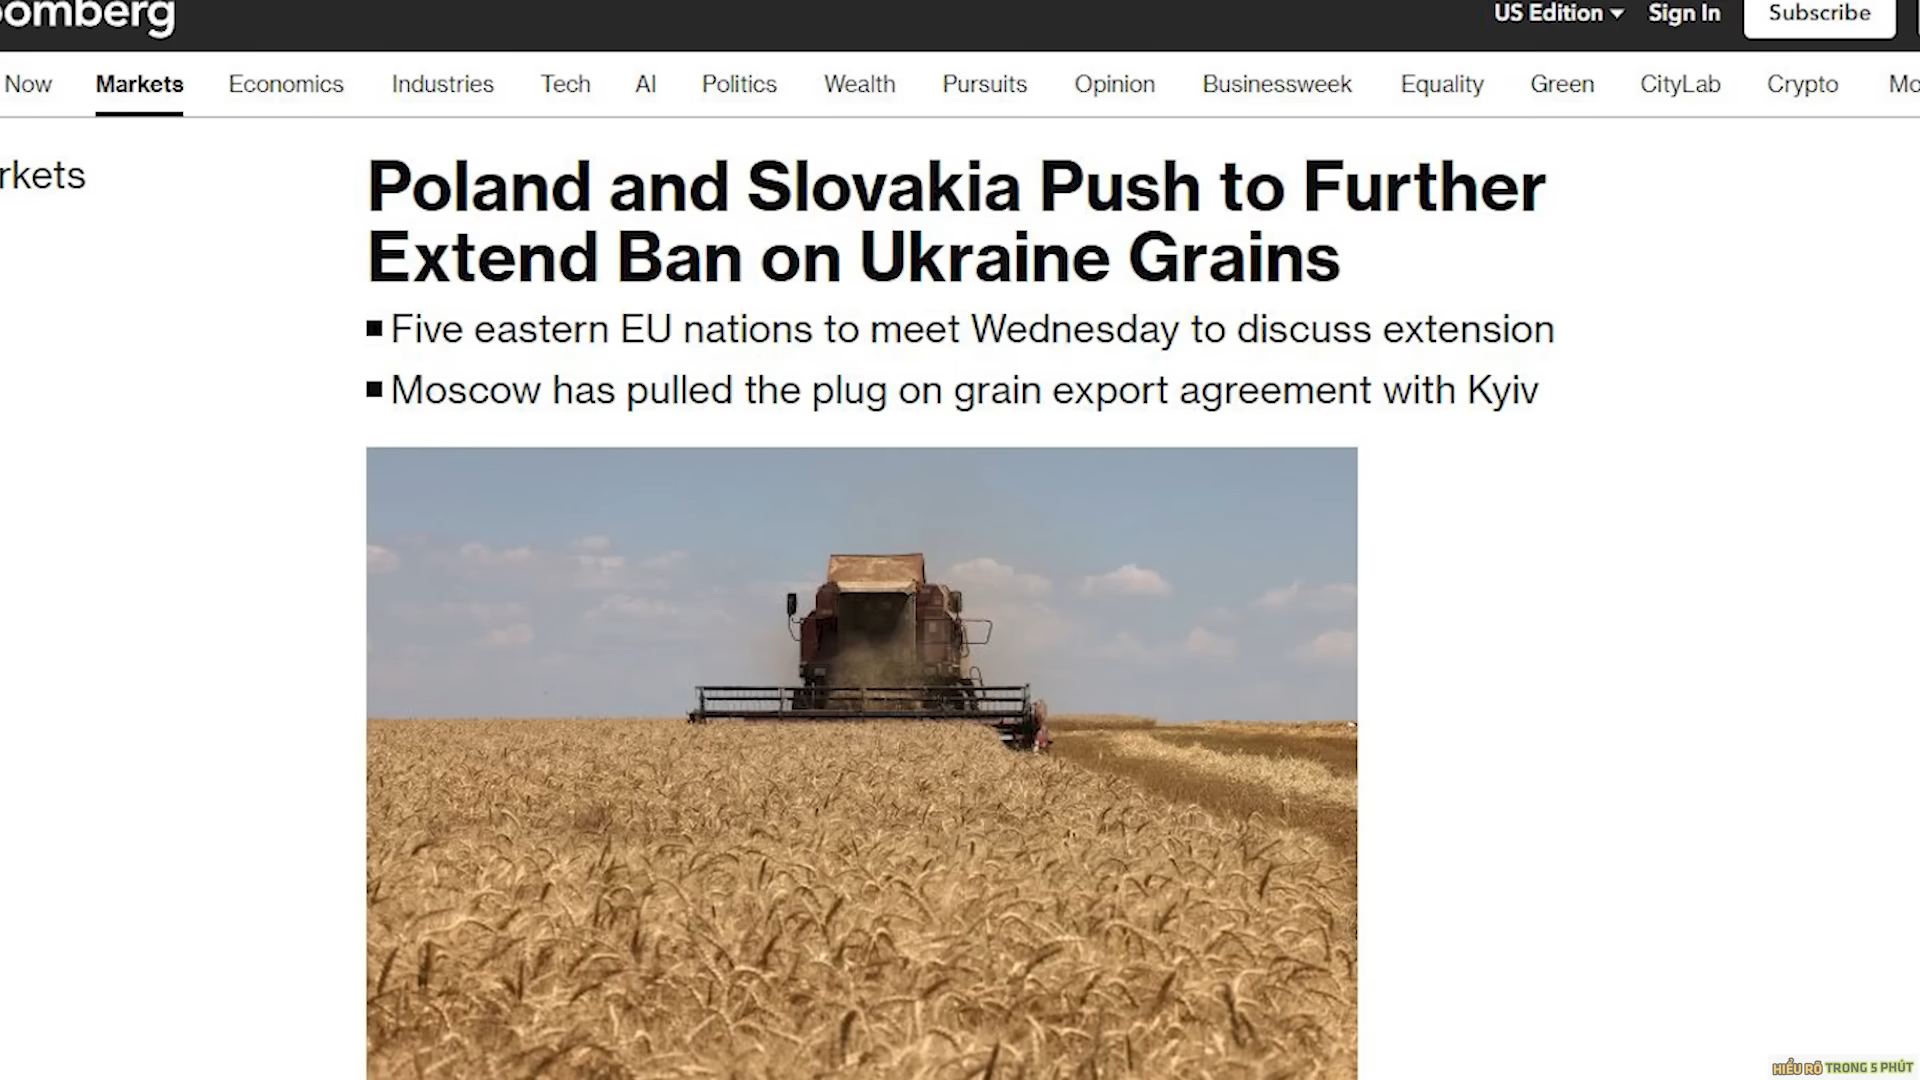 oomberg
US Edition Sign In Subscribe
Now Markets Economics Industries Tech AI Politics Wealth Pursuits Opinion Businessweek Equality Green CityLab Crypto Mo
rkets
Poland and Slovakia Push to Further
Extend Ban on Ukraine Grains
Five eastern EU nations to meet Wednesday to discuss extension
Moscow has pulled the plug on grain export agreement with Kyiv
HIỂU RÕ TRONG 5 PHÚT